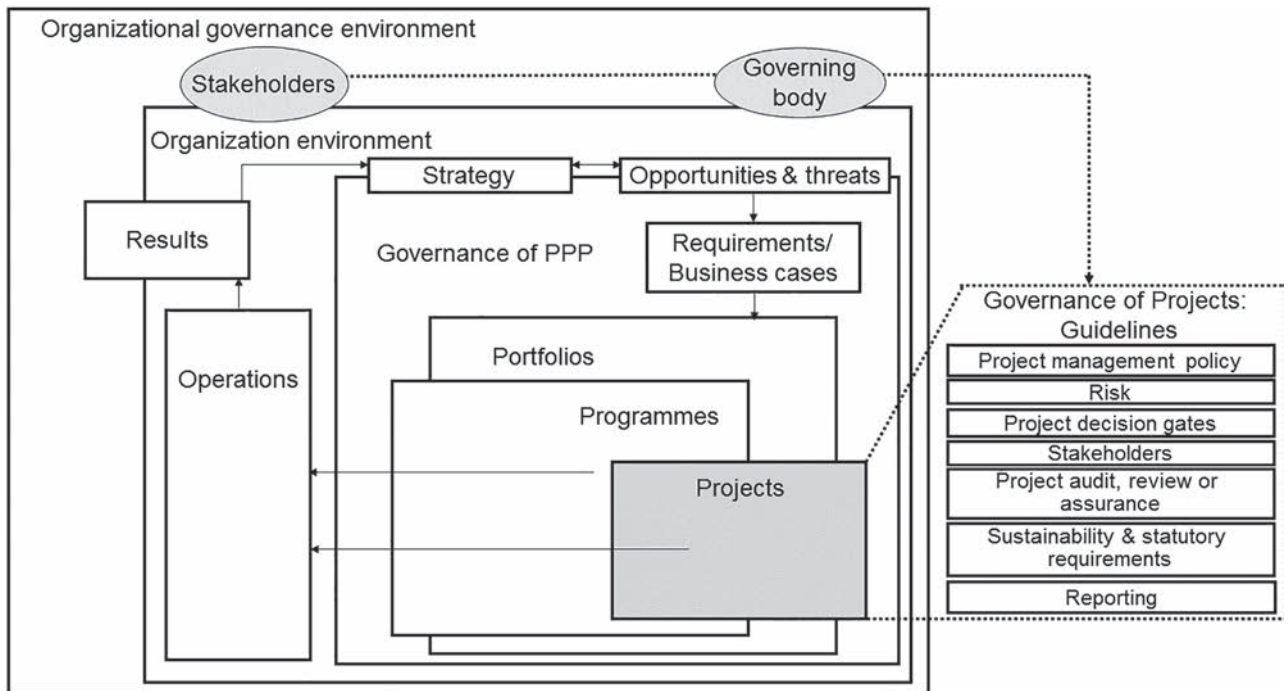 Organizational governance environment
Stakeholders
Governing
body
Organization environment
Strategy
Opportunities & threats
Results
Governance of PPP
Requirements/
Business cases
Operations
Portfolios
Programmes
Projects
Governance of Projects:
Guidelines
Project management policy
Risk
Project decision gates
Stakeholders
Project audit, review or
assurance
Sustainability & statutory
requirements
Reporting